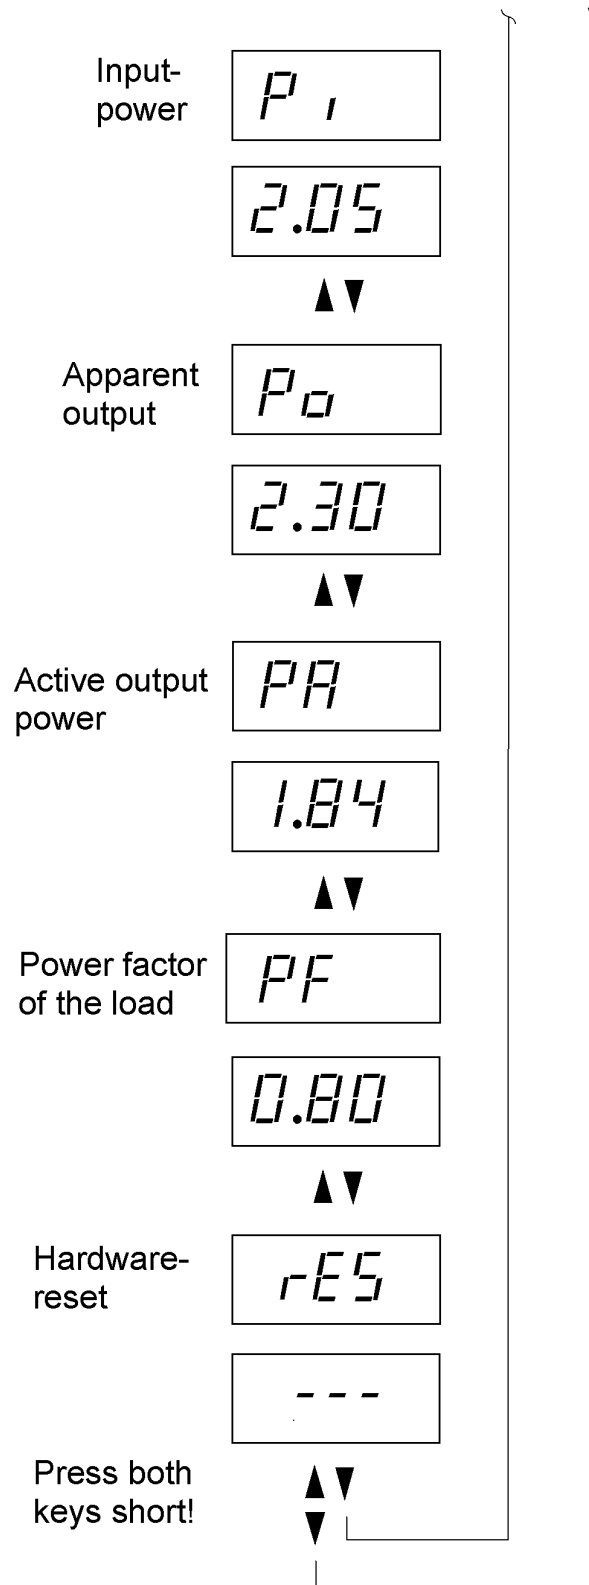 Input-
power
Pi
2.05
Apparent
output
Po
2.30
Active output
power
PA
1.84
Power factor
of the load
PF
0.80
Hardware-
reset
rES
---
Press both
keys short!